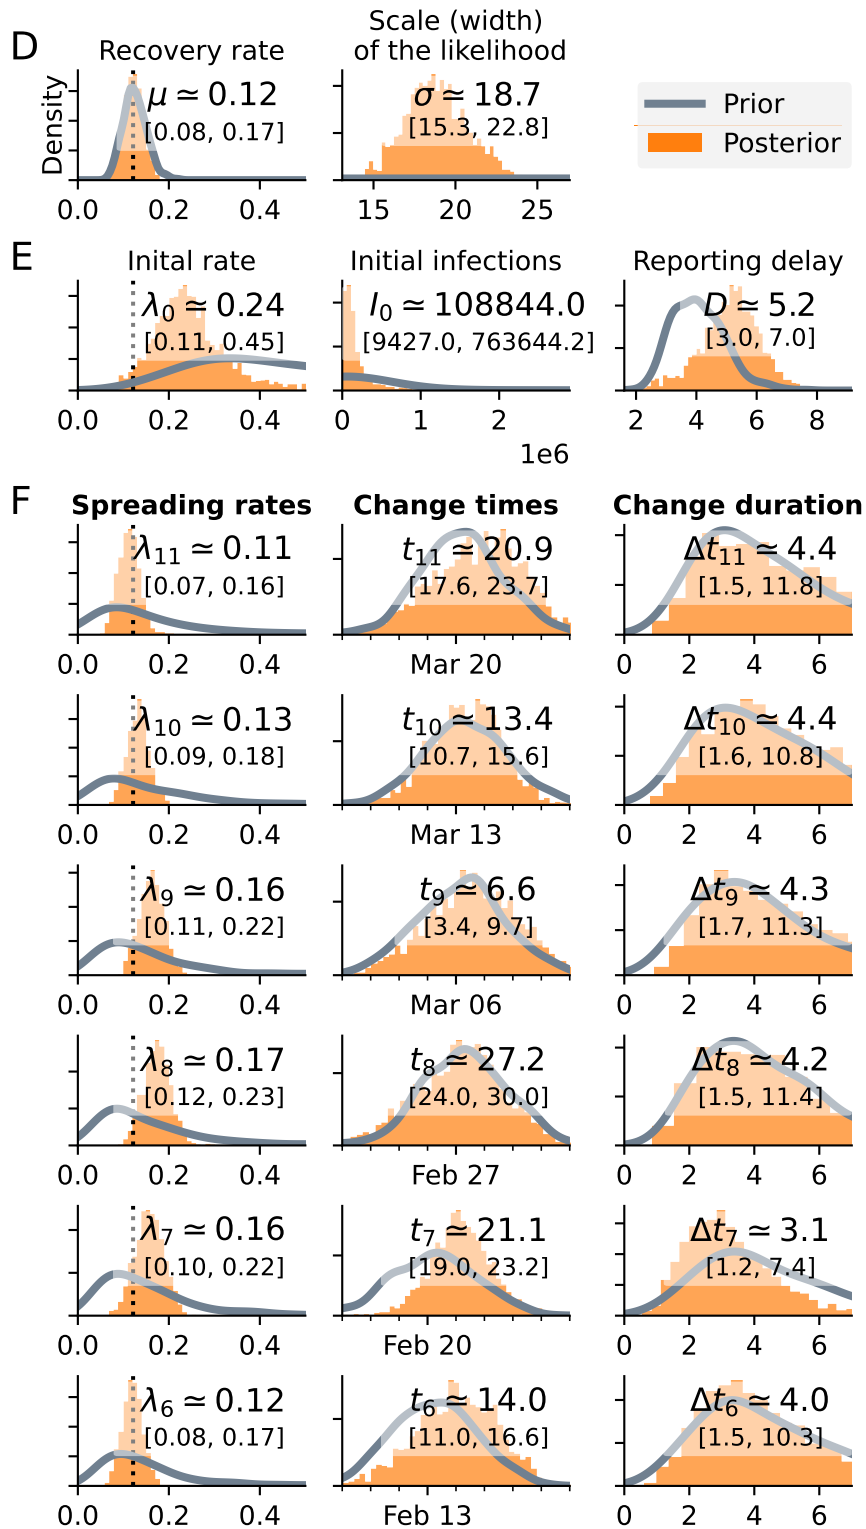 D
Recovery rate
Scale (width)
of the likelihood
Density
μ ≃ 0.12
[0.08, 0.17]
0.0 0.2 0.4
σ ≃ 18.7
[15.3, 22.8]
15 20 25
Prior
Posterior
E
Inital rate
λ0 ≃ 0.24
[0.11, 0.45]
0.0 0.2 0.4
Initial infections
I0 ≃ 108844.0
[9427.0, 763644.2]
0 1 2
1e6
Reporting delay
D ≃ 5.2
[3.0, 7.0]
2 4 6 8
F
Spreading rates
Change times
Change duration
λ11 ≃ 0.11
[0.07, 0.16]
0.0 0.2 0.4
t11 ≃ 20.9
[17.6, 23.7]
Mar 20
Δt11 ≃ 4.4
[1.5, 11.8]
0 2 4 6
λ10 ≃ 0.13
[0.09, 0.18]
0.0 0.2 0.4
t10 ≃ 13.4
[10.7, 15.6]
Mar 13
Δt10 ≃ 4.4
[1.6, 10.8]
0 2 4 6
λ9 ≃ 0.16
[0.11, 0.22]
0.0 0.2 0.4
t9 ≃ 6.6
[3.4, 9.7]
Mar 06
Δt9 ≃ 4.3
[1.7, 11.3]
0 2 4 6
λ8 ≃ 0.17
[0.12, 0.23]
0.0 0.2 0.4
t8 ≃ 27.2
[24.0, 30.0]
Feb 27
Δt8 ≃ 4.2
[1.5, 11.4]
0 2 4 6
λ7 ≃ 0.16
[0.10, 0.22]
0.0 0.2 0.4
t7 ≃ 21.1
[19.0, 23.2]
Feb 20
Δt7 ≃ 3.1
[1.2, 7.4]
0 2 4 6
λ6 ≃ 0.12
[0.08, 0.17]
0.0 0.2 0.4
t6 ≃ 14.0
[11.0, 16.6]
Feb 13
Δt6 ≃ 4.0
[1.5, 10.3]
0 2 4 6